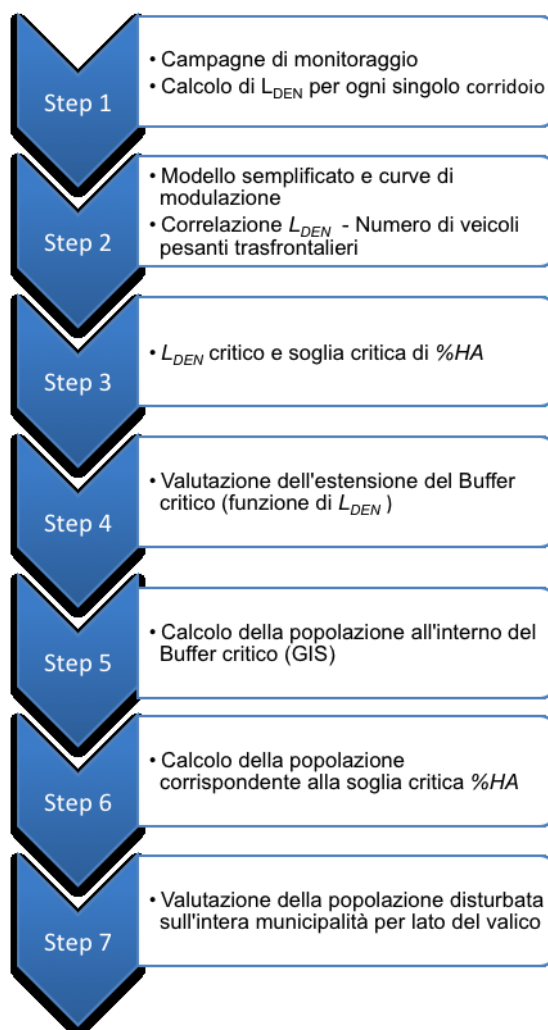 Step 1
• Campagne di monitoraggio
• Calcolo di LDEN per ogni singolo corridoio
Step 2
• Modello semplificato e curve di
modulazione
• Correlazione LDEN - Numero di veicoli
pesanti trasfrontalieri
Step 3
• LDEN critico e soglia critica di %HA
Step 4
• Valutazione dell'estensione del Buffer
critico (funzione di LDEN )
Step 5
• Calcolo della popolazione all'interno del
Buffer critico (GIS)
Step 6
• Calcolo della popolazione
corrispondente alla soglia critica %HA
Step 7
• Valutazione della popolazione disturbata
sull'intera municipalità per lato del valico